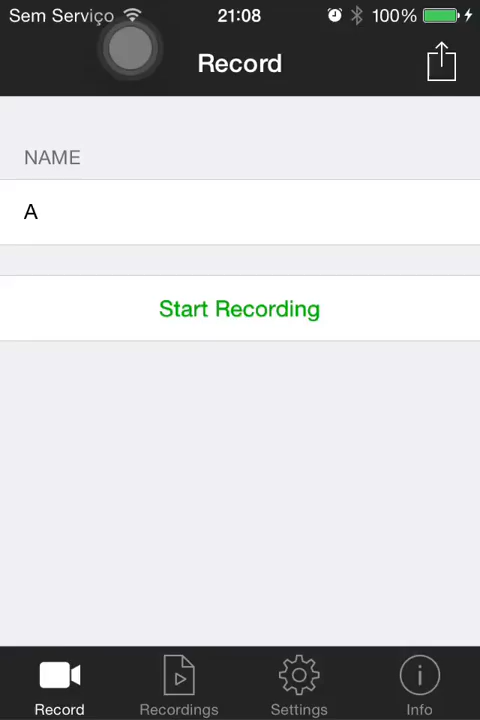 Sem Serviço 21:08 100%
Record
NAME
A
Start Recording
Record Recordings Settings Info